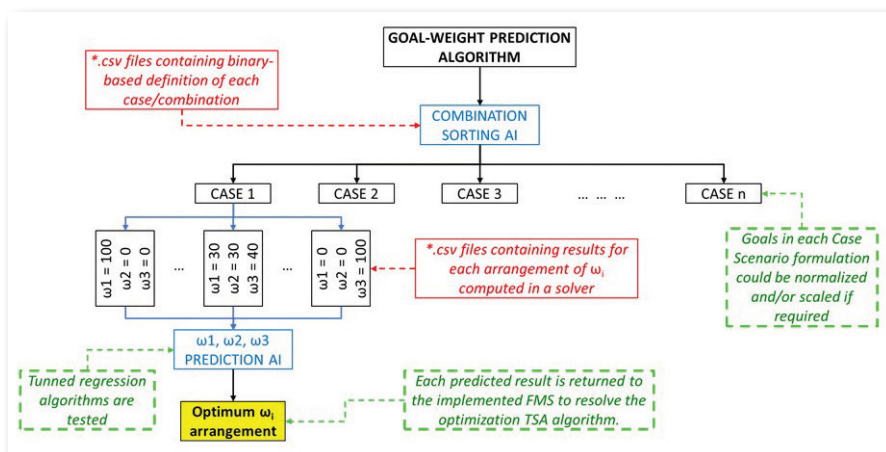 GOAL-WEIGHT PREDICTION
ALGORITHM
*.csv files containing binary-
based definition of each
case/combination
COMBINATION
SORTING AI
CASE 1
CASE 2
CASE 3
... ... ...
CASE n
ω1 = 100
ω2 = 0
ω3 = 0
...
ω1 = 30
ω2 = 30
ω3 = 40
...
ω1 = 0
ω2 = 0
ω3 = 100
*.csv files containing results for
each arrangement of ωi
computed in a solver
Goals in each Case
Scenario formulation
could be normalized
and/or scaled if
required
ω1, ω2, ω3
PREDICTION AI
Tunned regression
algorithms are
tested
Each predicted result is returned to
the implemented FMS to resolve the
optimization TSA algorithm.
Optimum ωi
arrangement